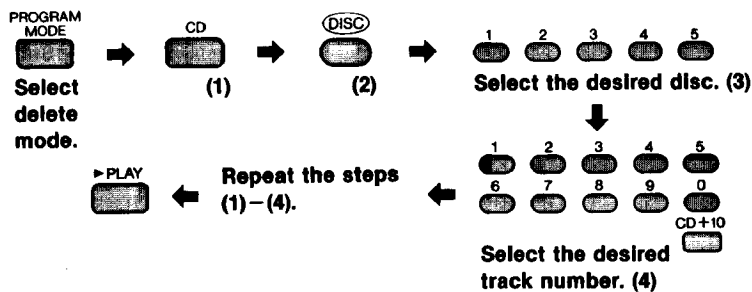 PROGRAM
MODE
Select
delete
mode.
CD
(1)
DISC
(2)
1 2 3 4 5
Select the desired disc. (3)
1 2 3 4 5
6 7 8 9 0
CD+10
Select the desired
track number. (4)
Repeat the steps
(1)–(4).
►PLAY